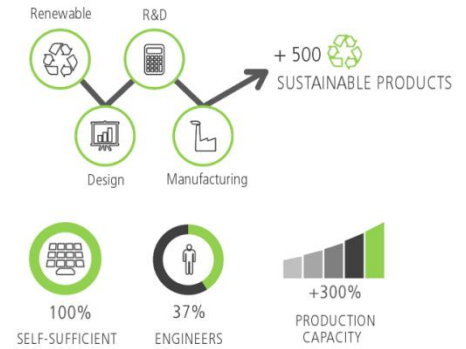 Renewable
R&D
+ 500
SUSTAINABLE PRODUCTS
Design
Manufacturing
100%
SELF-SUFFICIENT
37%
ENGINEERS
+300%
PRODUCTION
CAPACITY